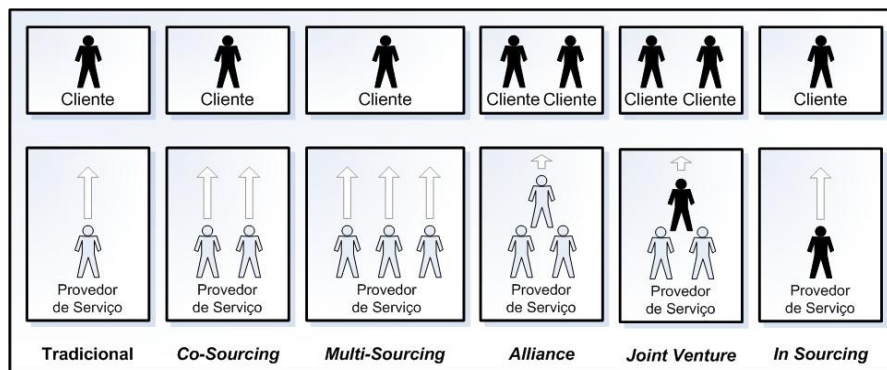 Cliente
Cliente
Cliente
Cliente Cliente
Cliente Cliente
Cliente
Provedor
de Serviço
Provedor
de Serviço
Provedor
de Serviço
Provedor
de Serviço
Provedor
de Serviço
Provedor
de Serviço
Tradicional
Co-Sourcing
Multi-Sourcing
Alliance
Joint Venture
In Sourcing